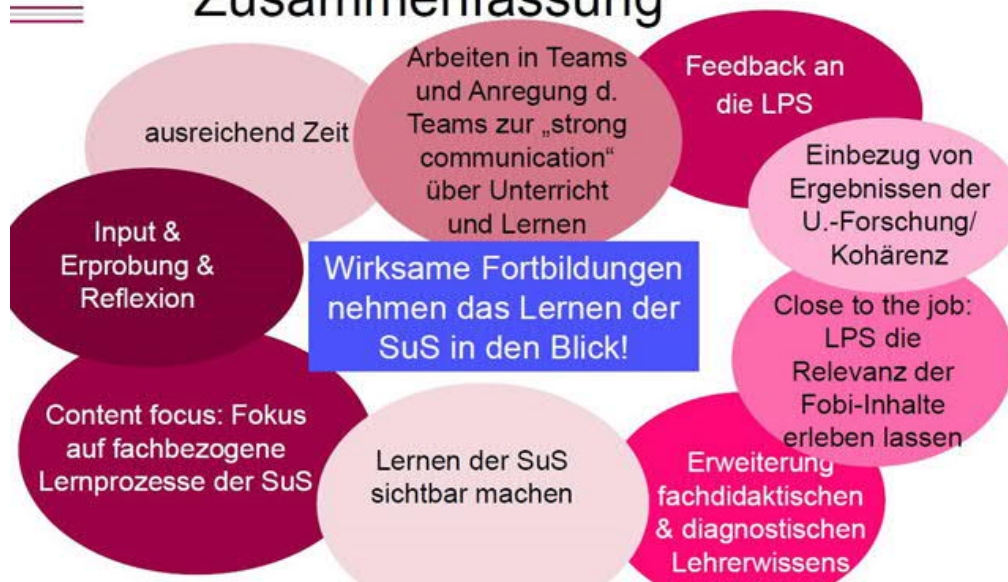 Zusammenfassung
ausreichend Zeit
Arbeiten in Teams
und Anregung d.
Teams zur „strong
communication“
über Unterricht
und Lernen
Feedback an
die LPS
Einbezug von
Ergebnissen der
U.-Forschung/
Kohärenz
Input &
Erprobung &
Reflexion
Wirksame Fortbildungen
nehmen das Lernen der
SuS in den Blick!
Close to the job:
LPS die
Relevanz der
Fobi-Inhalte
erleben lassen
Content focus: Fokus
auf fachbezogene
Lernprozesse der SuS
Lernen der SuS
sichtbar machen
Erweiterung
fachdidaktischen
& diagnostischen
Lehrerwissens